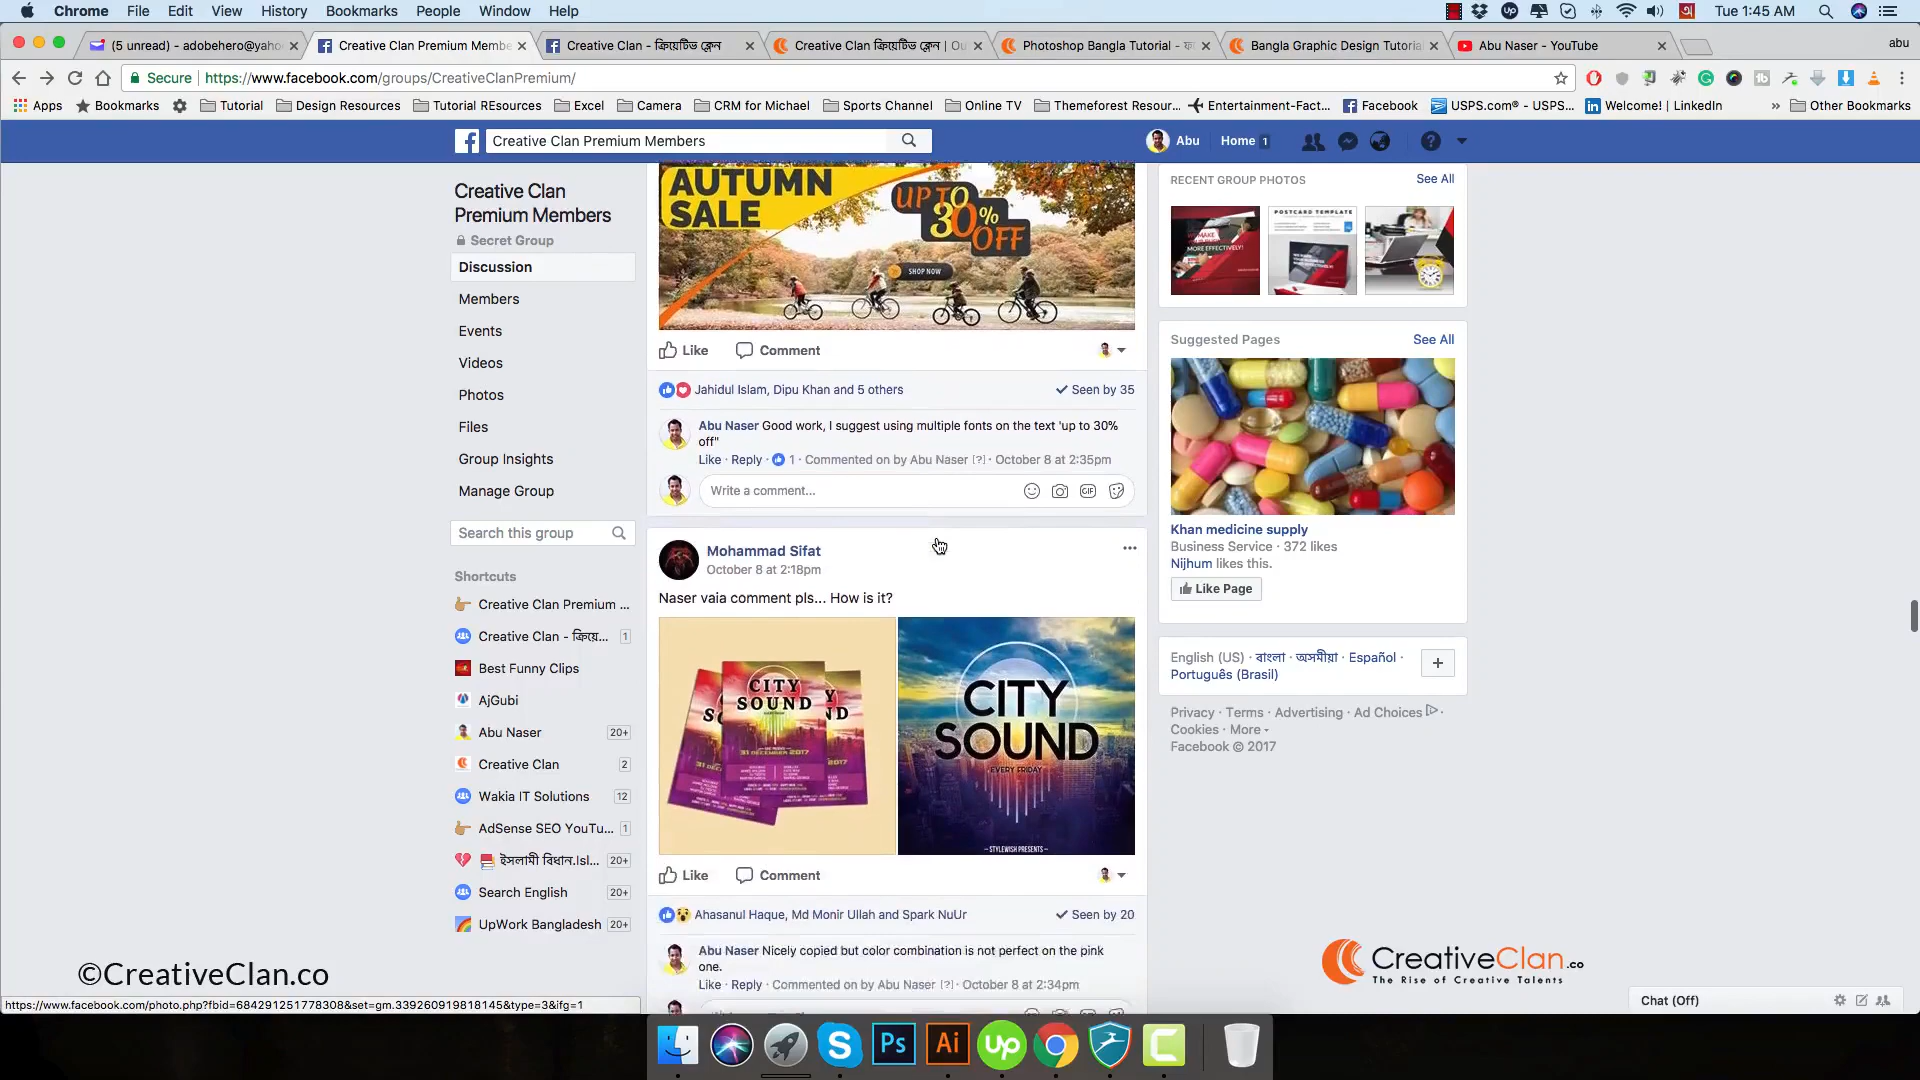 Chrome File Edit View History Bookmarks People Window Help Tue 1:45 AM
(5 unread) - adobehero@yaho Creative Clan Premium Membe Creative Clan - ক্রিয়েটিভ ক্লেন Creative Clan ক্রিয়েটিভ ক্লেন | Ou Photoshop Bangla Tutorial - Bangla Graphic Design Tutoria Abu Naser - YouTube abu
Secure https://www.facebook.com/groups/CreativeClanPremium/
Apps Bookmarks Tutorial Design Resources Tutorial REsources Excel Camera CRM for Michael Sports Channel Online TV Themeforest Resour... Entertainment-Fact... Facebook USPS.com® - USPS... Welcome! | LinkedIn » Other Bookmarks
Creative Clan Premium Members Abu Home 1
Creative Clan
Premium Members
Secret Group
Discussion
Members
Events
Videos
Photos
Files
Group Insights
Manage Group
Search this group
Shortcuts
Creative Clan Premium ...
Creative Clan - ক্রিয়ে... 1
Best Funny Clips
AjGubi
Abu Naser 20+
Creative Clan 2
Wakia IT Solutions 12
AdSense SEO YouTu... 1
ইসলামী বিধান.Isl... 20+
Search English 20+
UpWork Bangladesh 20+
AUTUMN
SALE
UP TO
30%
OFF
SHOP NOW
Like Comment
Jahidul Islam, Dipu Khan and 5 others Seen by 35
Abu Naser Good work, I suggest using multiple fonts on the text 'up to 30%
off"
Like · Reply · 1 · Commented on by Abu Naser [?] · October 8 at 2:35pm
Write a comment...
GIF
Mohammad Sifat
October 8 at 2:18pm
Naser vaia comment pls... How is it?
CITY
SOUND
31 DECEMBER 2017
CITY
SOUND
EVERY FRIDAY
– STYLEWISH PRESENTS –
Like Comment
Ahasanul Haque, Md Monir Ullah and Spark NuUr Seen by 20
Abu Naser Nicely copied but color combination is not perfect on the pink
one.
Like · Reply · Commented on by Abu Naser [?] · October 8 at 2:34pm
RECENT GROUP PHOTOS See All
MORE EFFECTIVELY!
POSTCARD TEMPLATE
Suggested Pages See All
Khan medicine supply
Business Service · 372 likes
Nijhum likes this.
Like Page
English (US) · বাংলা · অসমীয়া · Español ·
Português (Brasil)
Privacy · Terms · Advertising · Ad Choices ·
Cookies · More
Facebook © 2017
©CreativeClan.co
CreativeClan.co
The Rise of Creative Talents
https://www.facebook.com/photo.php?fbid=684291251778308&set=gm.339260919818145&type=3&ifg=1
Chat (Off)
S Ps Ai Up C